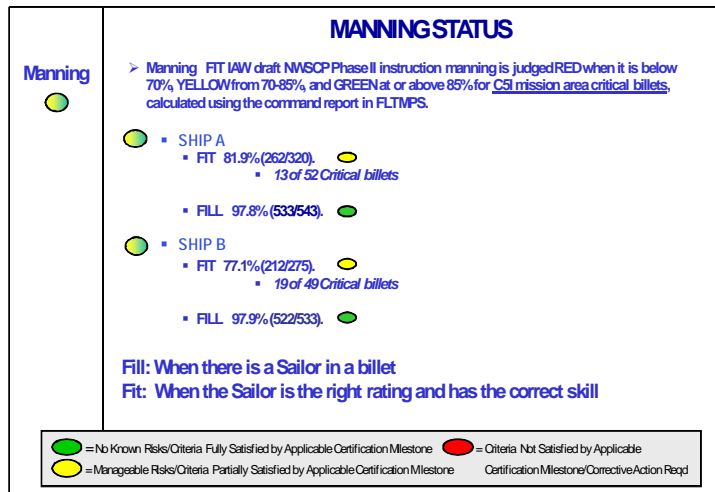 MANNING STATUS
Manning
➢ Manning FIT IAW draft NWSCP Phase II instruction manning is judged RED when it is below
70%, YELLOW from 70-85%, and GREEN at or above 85% for C5I mission area critical billets,
calculated using the command report in FLTMPS.
▪ SHIP A
▪ FIT 81.9% (262/320).
▪ 13 of 52 Critical billets
▪ FILL 97.8% (533/543).
▪ SHIP B
▪ FIT 77.1% (212/275).
▪ 19 of 49 Critical billets
▪ FILL 97.9% (522/533).
Fill: When there is a Sailor in a billet
Fit: When the Sailor is the right rating and has the correct skill
= No Known Risks/Criteria Fully Satisfied by Applicable Certification Milestone
= Criteria Not Satisfied by Applicable
= Manageable Risks/Criteria Partially Satisfied by Applicable Certification Milestone
Certification Milestone/Corrective Action Reqd